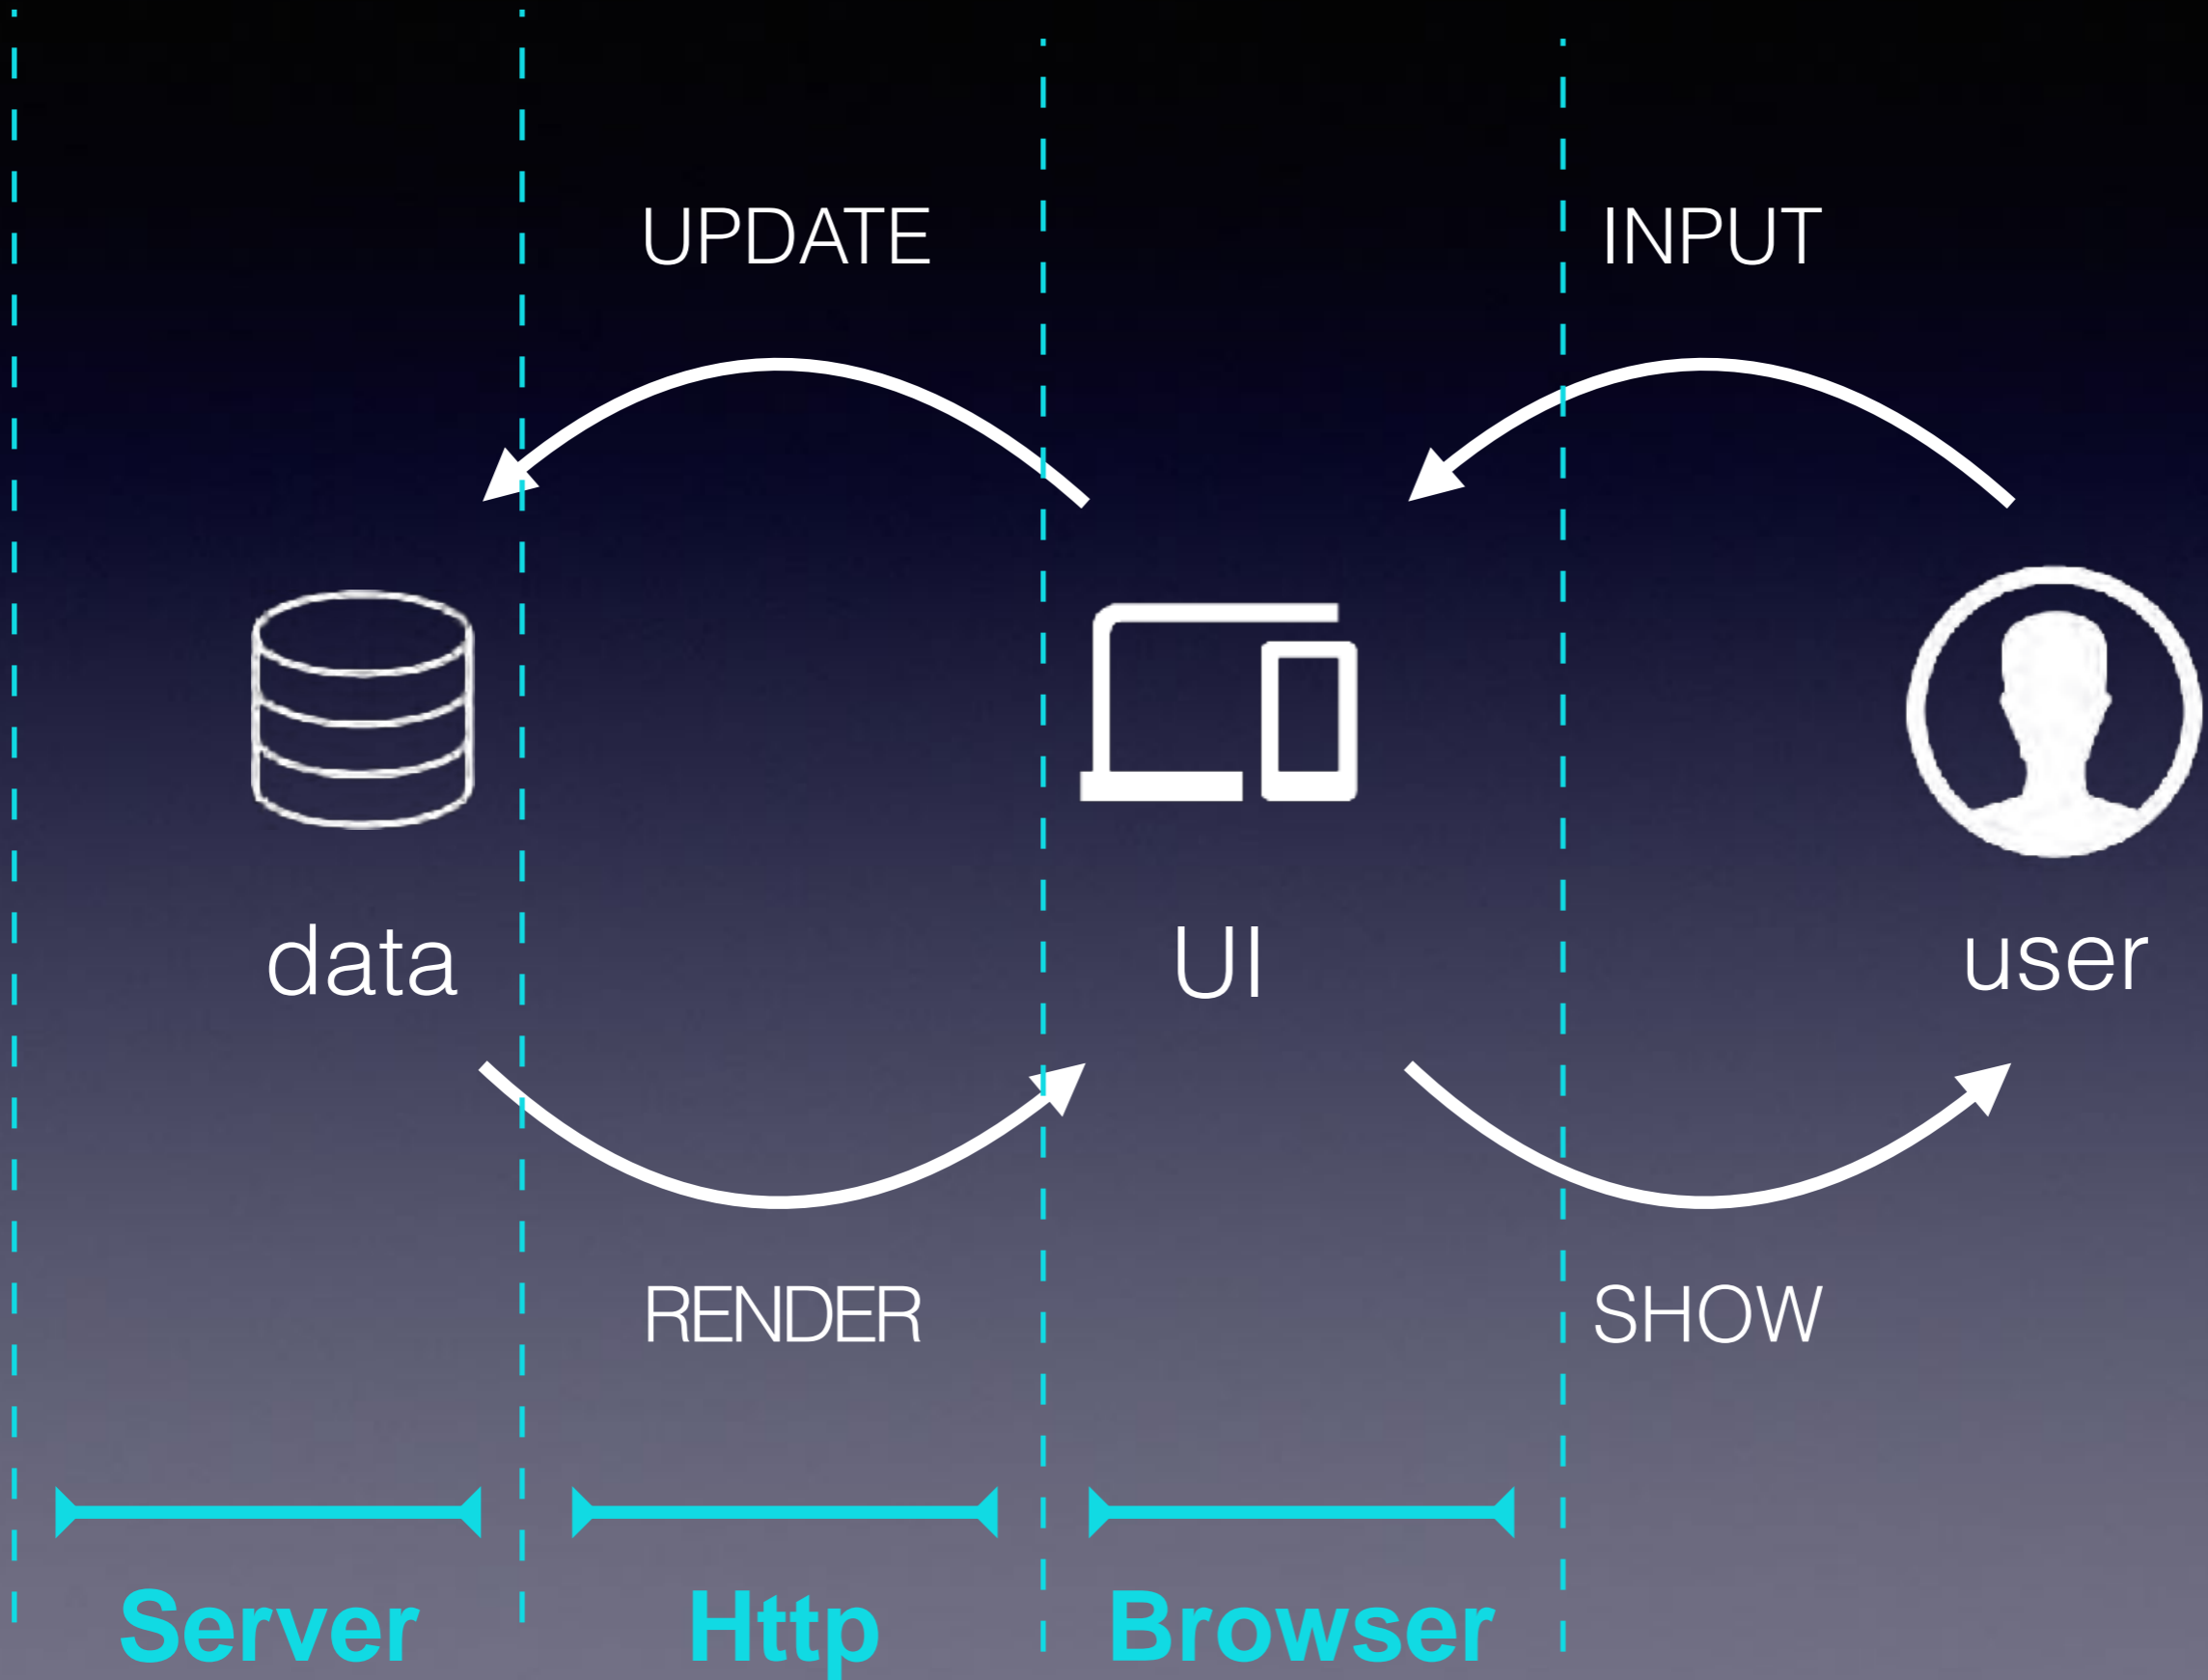 UPDATE
INPUT
data
UI
user
RENDER
SHOW
Server
Http
Browser